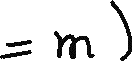 = m )